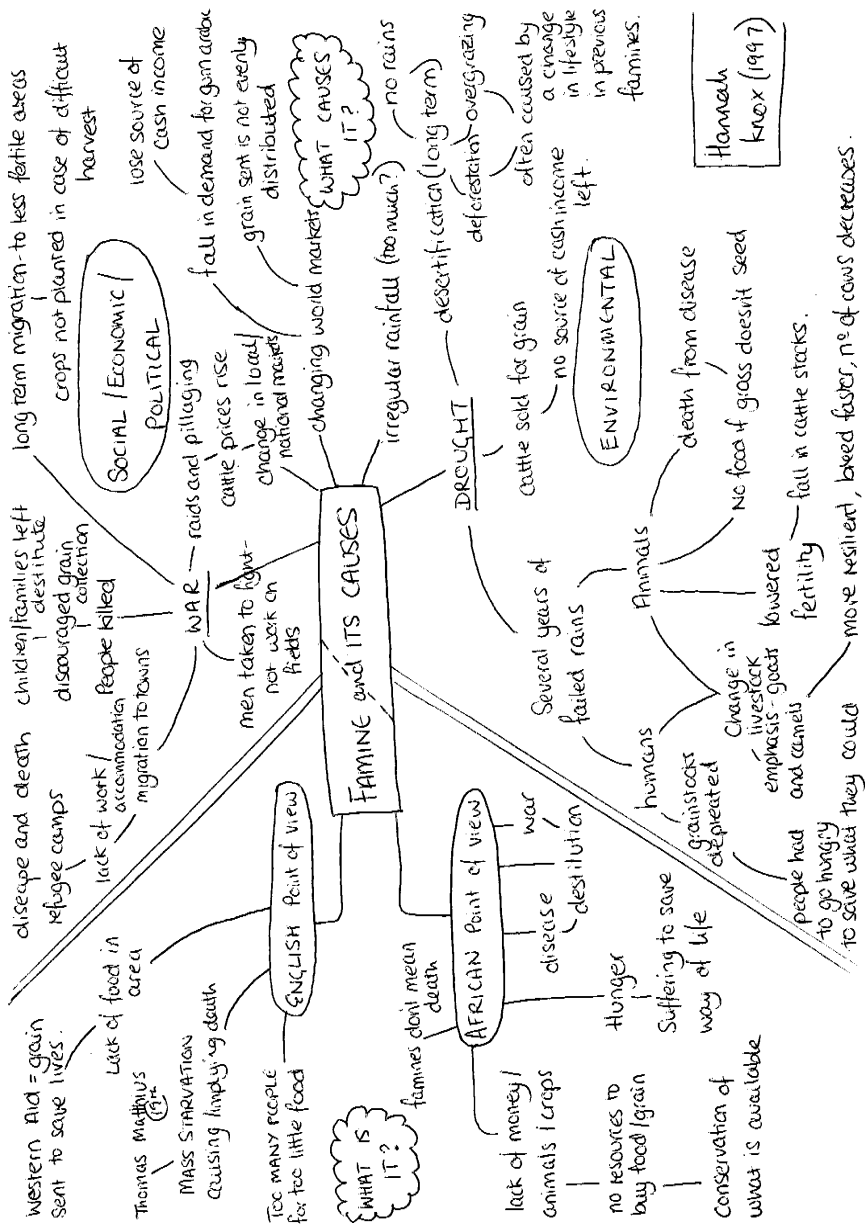 FAMINE and ITS CAUSES
WHAT IS
IT?
ENGLISH Point of view
Western Aid = grain
sent to save lives.
Lack of food in
area
Thomas Malthius
19th
MASS STARVATION
causing/implying death
TOO MANY PEOPLE
for too little food
AFRICAN Point of view
famines don't mean
death
lack of money/
animals/crops
no resources to
buy food/grain
Conservation of
what is available
Hunger
Suffering to save
way of life
disease
destitution
war
WHAT CAUSES
IT?
SOCIAL/ECONOMIC/
POLITICAL
WAR
disease and death
refugee camps
lack of work/
accommodation
migration to towns
children/families left
destitute
discouraged grain
collection
People killed
long term migration-to less fertile areas
crops not planted in case of difficult
harvest
raids and pillaging
men taken to fight-
not work on
fields
cattle prices rise
change in local/
national markets
changing world markets
fall in demand for gum arabic
lose source of
cash income
grain sent is not evenly
distributed
ENVIRONMENTAL
irregular rainfall (too much?)
no rains
DROUGHT
desertification (long term)
deforestation
overgrazing
often caused by
a change
in lifestyle
in previous
famines.
cattle sold for grain
no source of cash income
left.
Several years of
failed rains
humans
grainstocks
depleated
people had
to go hungry
to save what they could
Animals
Change in
livestock
emphasis-goats
and camels
more resilient, breed faster, nº of cows decreases.
lowered
fertility
fall in cattle stocks.
No food if grass doesn't seed
death from disease
Hannah
Knox (1997)